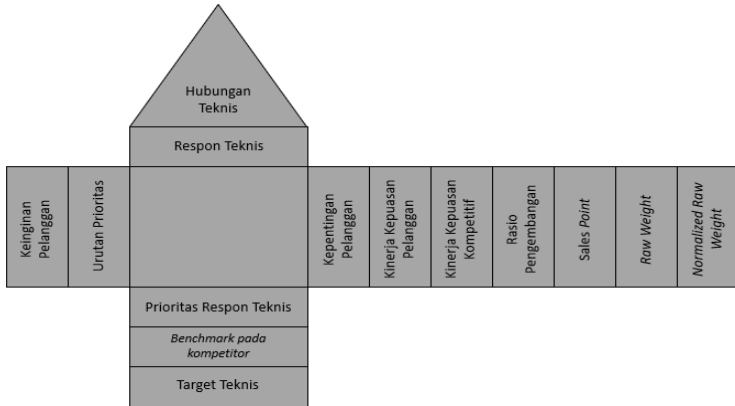 Hubungan
Teknis
Respon Teknis
Keinginan
Pelanggan
Urutan Prioritas
Kepentingan
Pelanggan
Kinerja Kepuasan
Pelanggan
Kinerja Kepuasan
Kompetitif
Rasio
Pengembangan
Sales Point
Raw Weight
Normalized Raw
Weight
Prioritas Respon Teknis
Benchmark pada
kompetitor
Target Teknis